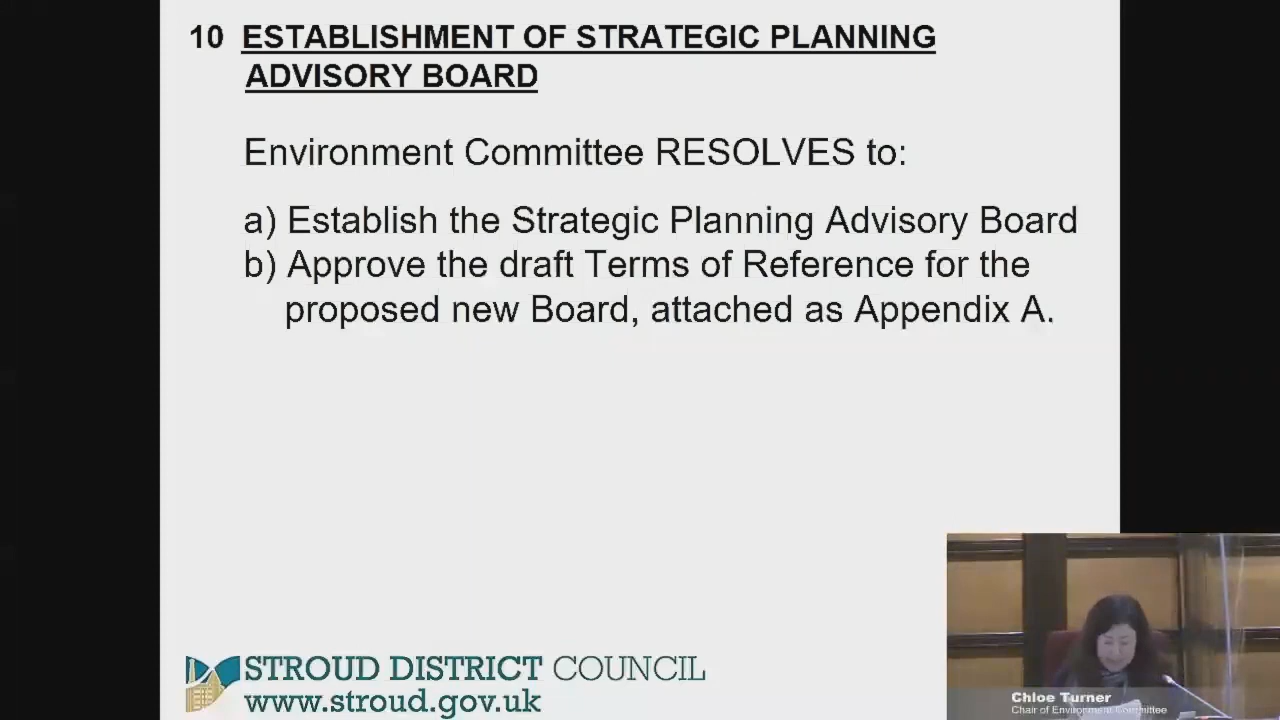 10 ESTABLISHMENT OF STRATEGIC PLANNING
ADVISORY BOARD
Environment Committee RESOLVES to:
a) Establish the Strategic Planning Advisory Board
b) Approve the draft Terms of Reference for the
proposed new Board, attached as Appendix A.
STROUD DISTRICT COUNCIL
www.stroud.gov.uk
Chloe Turner
Chair of Environment Committee